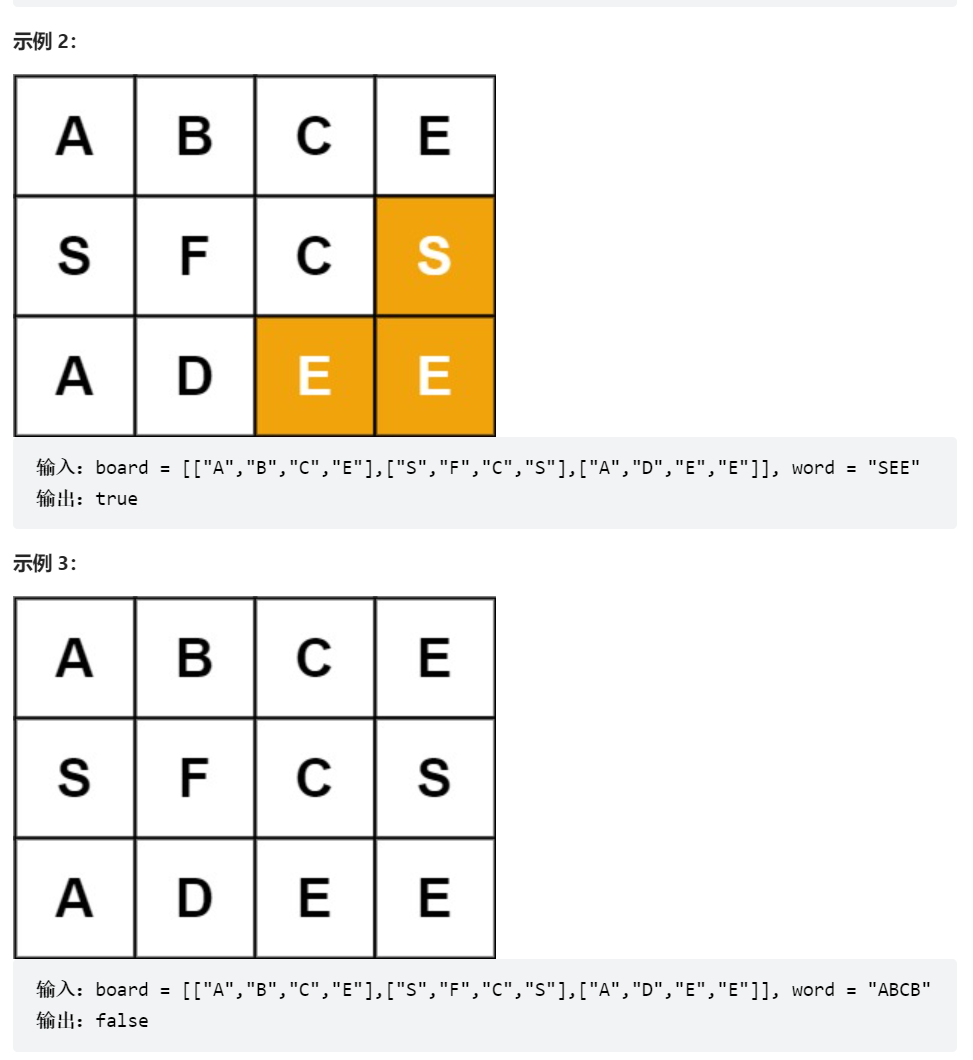 示例 2：
A B C E
S F C S
A D E E
输入：board = [["A","B","C","E"],["S","F","C","S"],["A","D","E","E"]], word = "SEE"
输出：true
示例 3：
A B C E
S F C S
A D E E
输入：board = [["A","B","C","E"],["S","F","C","S"],["A","D","E","E"]], word = "ABCB"
输出：false